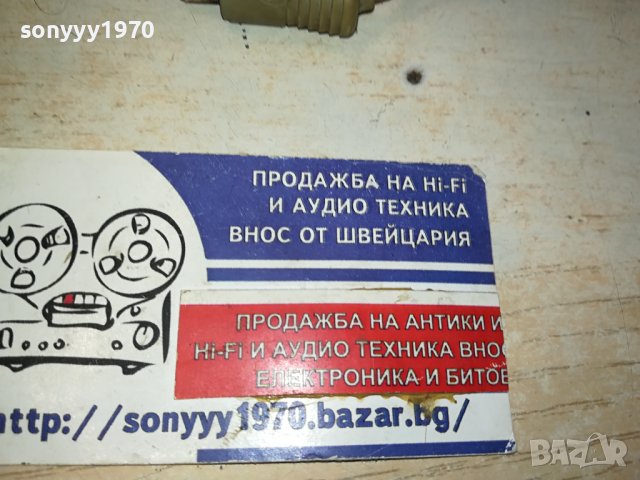 sonyyy1970
ПРОДАЖБА НА Hi-Fi
И АУДИО ТЕХНИКА
ВНОС ОТ ШВЕЙЦАРИЯ
ПРОДАЖБА НА АНТИКИ И
Hi-Fi И АУДИО ТЕХНИКА ВНОС
ЕЛЕКТРОНИКА И БИТОВ
http://sonyyy1970.bazar.bg/
BAZAR